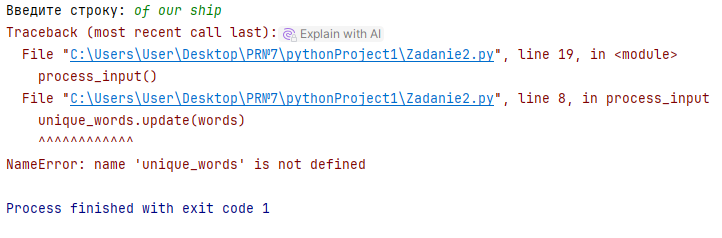 Введите строку: of our ship
Traceback (most recent call last): Explain with AI
  File "C:\Users\User\Desktop\PR№7\pythonProject1\Zadanie2.py", line 19, in <module>
    process_input()
  File "C:\Users\User\Desktop\PR№7\pythonProject1\Zadanie2.py", line 8, in process_input
    unique_words.update(words)
    ^^^^^^^^^^^^
NameError: name 'unique_words' is not defined
Process finished with exit code 1